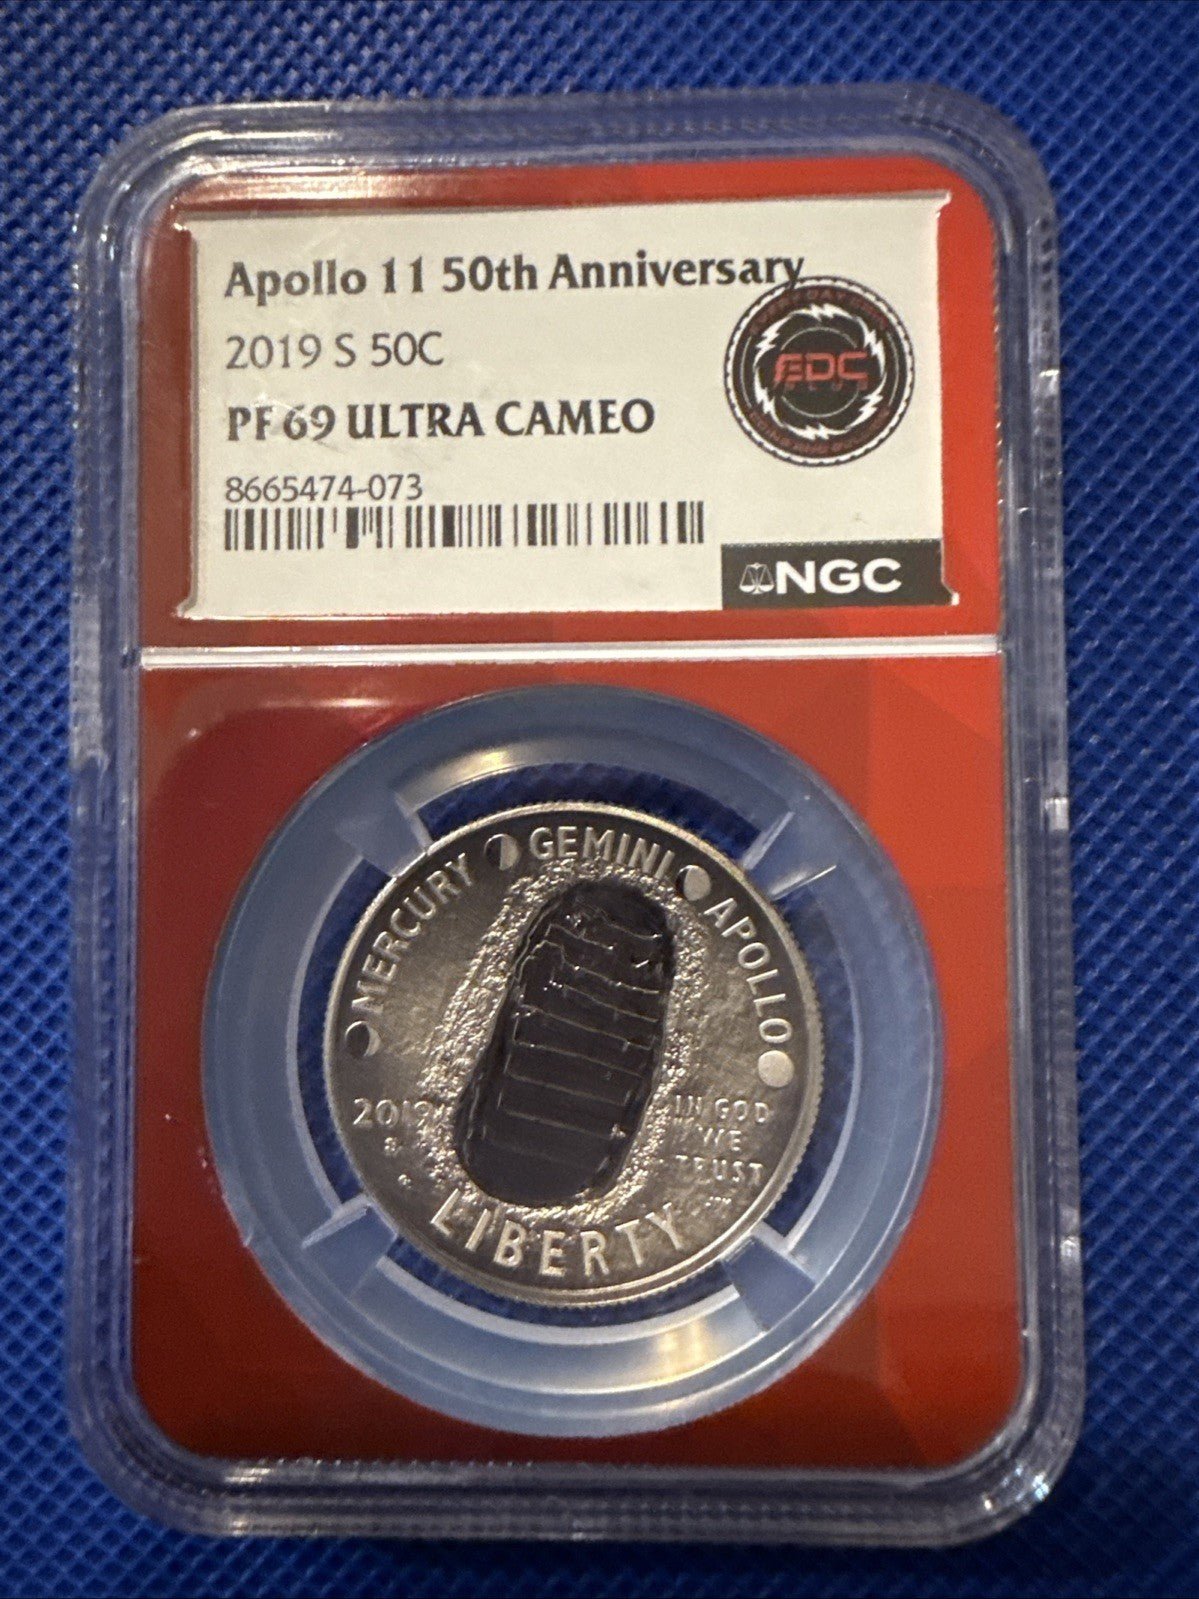 Apollo 11 50th Anniversary
2019 S 50C
PF 69 ULTRA CAMEO
8665474-073
EDC
NGC
MERCURY GEMINI APOLLO
2019
S
IN GOD
WE
TRUST
LIBERTY